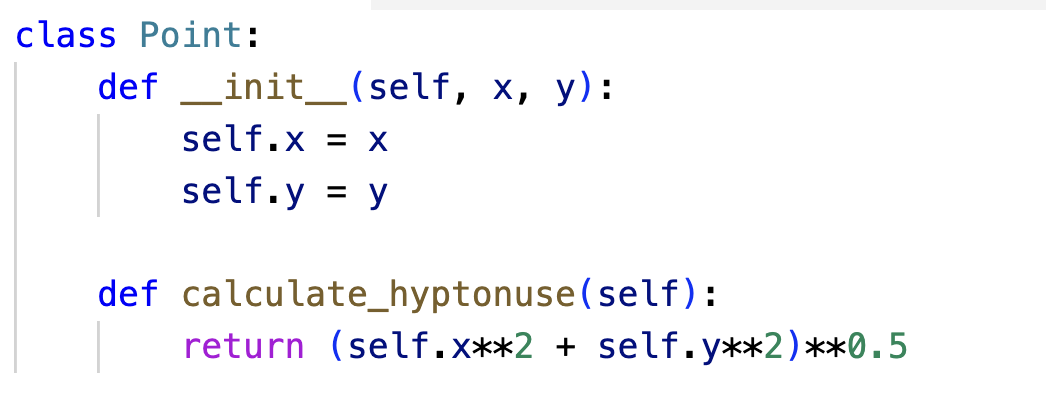 class Point:
    def __init__(self, x, y):
        self.x = x
        self.y = y
    def calculate_hyptonuse(self):
        return (self.x**2 + self.y**2)**0.5